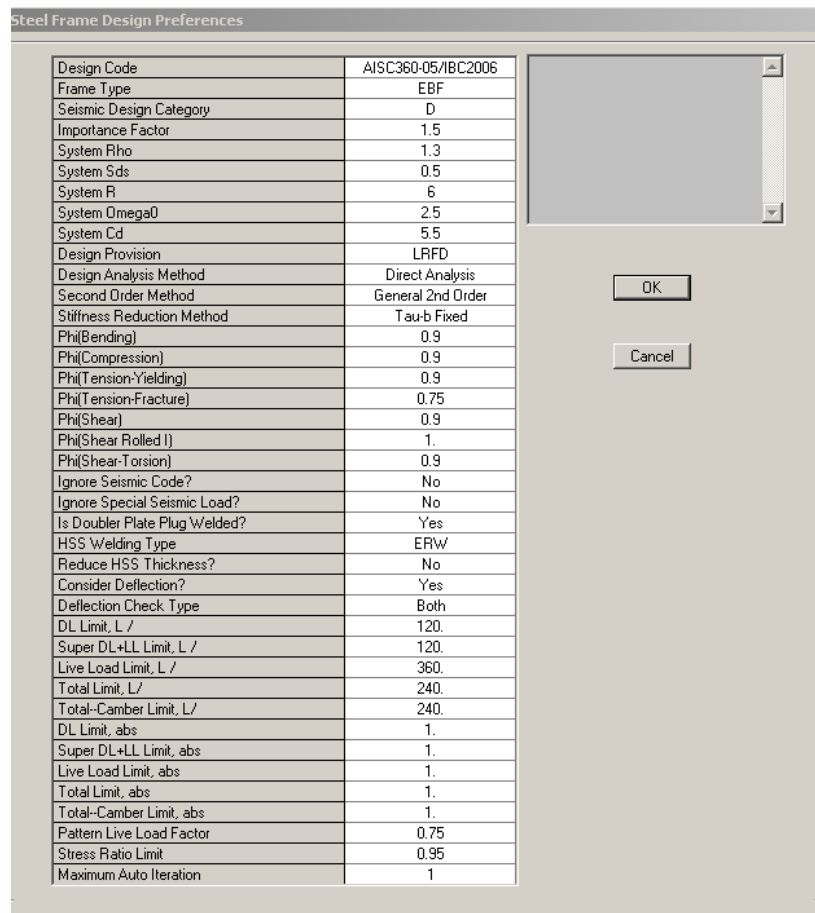 Steel Frame Design Preferences
Design Code AISC360-05/IBC2006
Frame Type EBF
Seismic Design Category D
Importance Factor 1.5
System Rho 1.3
System Sds 0.5
System R 6
System Omega0 2.5
System Cd 5.5
Design Provision LRFD
Design Analysis Method Direct Analysis
Second Order Method General 2nd Order
Stiffness Reduction Method Tau-b Fixed
Phi(Bending) 0.9
Phi(Compression) 0.9
Phi(Tension-Yielding) 0.9
Phi(Tension-Fracture) 0.75
Phi(Shear) 0.9
Phi(Shear Rolled I) 1.
Phi(Shear-Torsion) 0.9
Ignore Seismic Code? No
Ignore Special Seismic Load? No
Is Doubler Plate Plug Welded? Yes
HSS Welding Type ERW
Reduce HSS Thickness? No
Consider Deflection? Yes
Deflection Check Type Both
DL Limit, L / 120.
Super DL+LL Limit, L / 120.
Live Load Limit, L / 360.
Total Limit, L/ 240.
Total--Camber Limit, L/ 240.
DL Limit, abs 1.
Super DL+LL Limit, abs 1.
Live Load Limit, abs 1.
Total Limit, abs 1.
Total--Camber Limit, abs 1.
Pattern Live Load Factor 0.75
Stress Ratio Limit 0.95
Maximum Auto Iteration 1
OK
Cancel